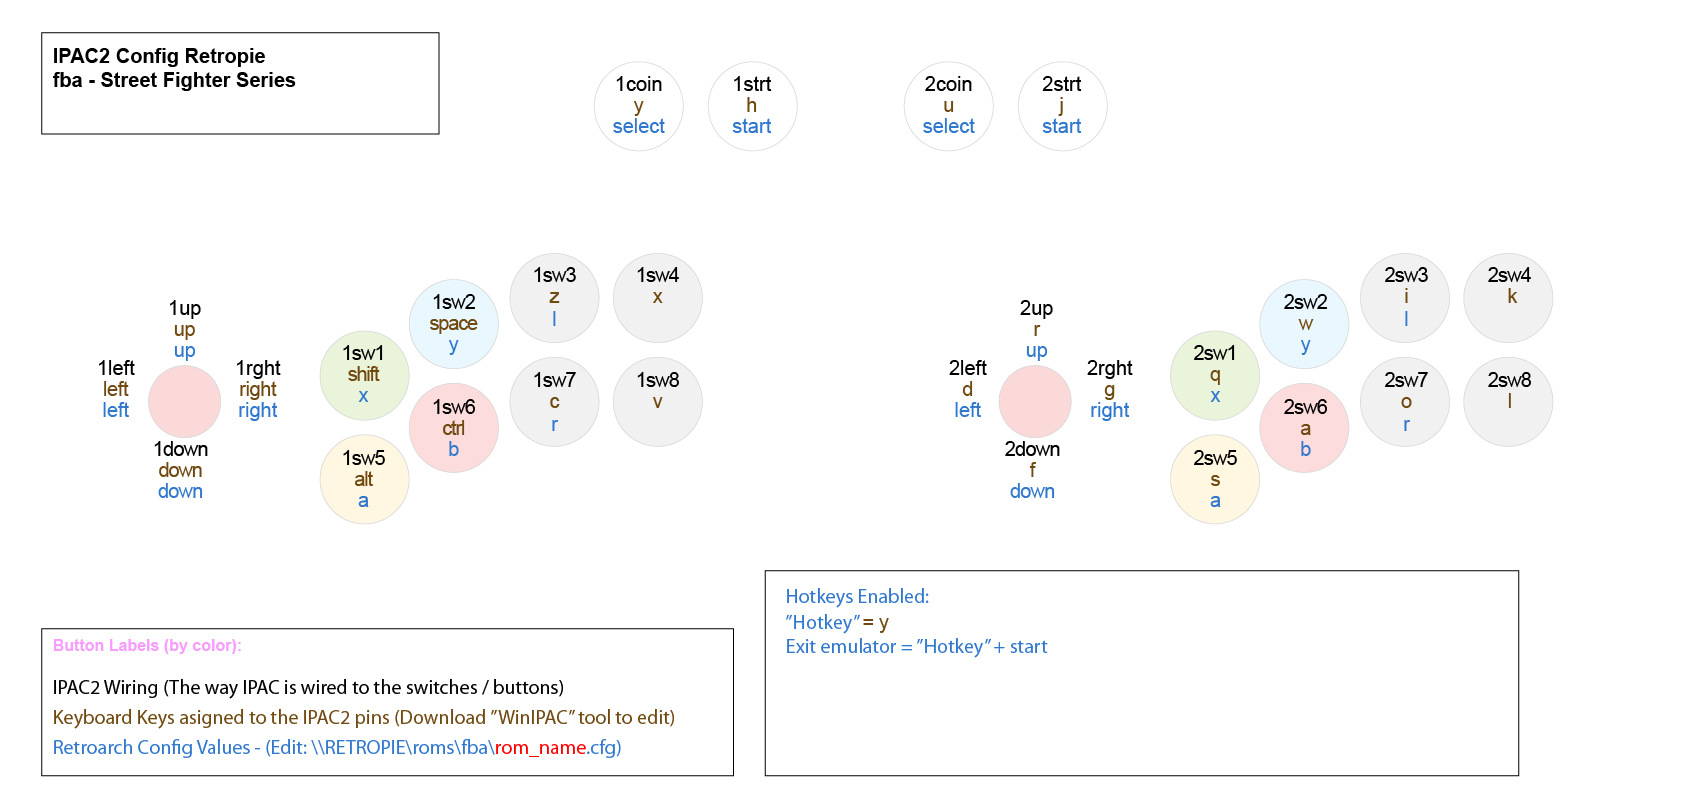 IPAC2 Config Retropie
fba - Street Fighter Series
1coin
y
select
1strt
h
start
2coin
u
select
2strt
j
start
1up
up
up
1left
left
left
1rght
right
right
1down
down
down
1sw1
shift
x
1sw2
space
y
1sw3
z
l
1sw4
x
1sw5
alt
a
1sw6
ctrl
b
1sw7
c
r
1sw8
v
2up
r
up
2left
d
left
2rght
g
right
2down
f
down
2sw1
q
x
2sw2
w
y
2sw3
i
l
2sw4
k
2sw5
s
a
2sw6
a
b
2sw7
o
r
2sw8
l
Button Labels (by color):
IPAC2 Wiring (The way IPAC is wired to the switches / buttons)
Keyboard Keys asigned to the IPAC2 pins (Download ”WinIPAC” tool to edit)
Retroarch Config Values - (Edit: \\RETROPIE\roms\fba\rom_name.cfg)
Hotkeys Enabled:
”Hotkey” = y
Exit emulator = ”Hotkey” + start